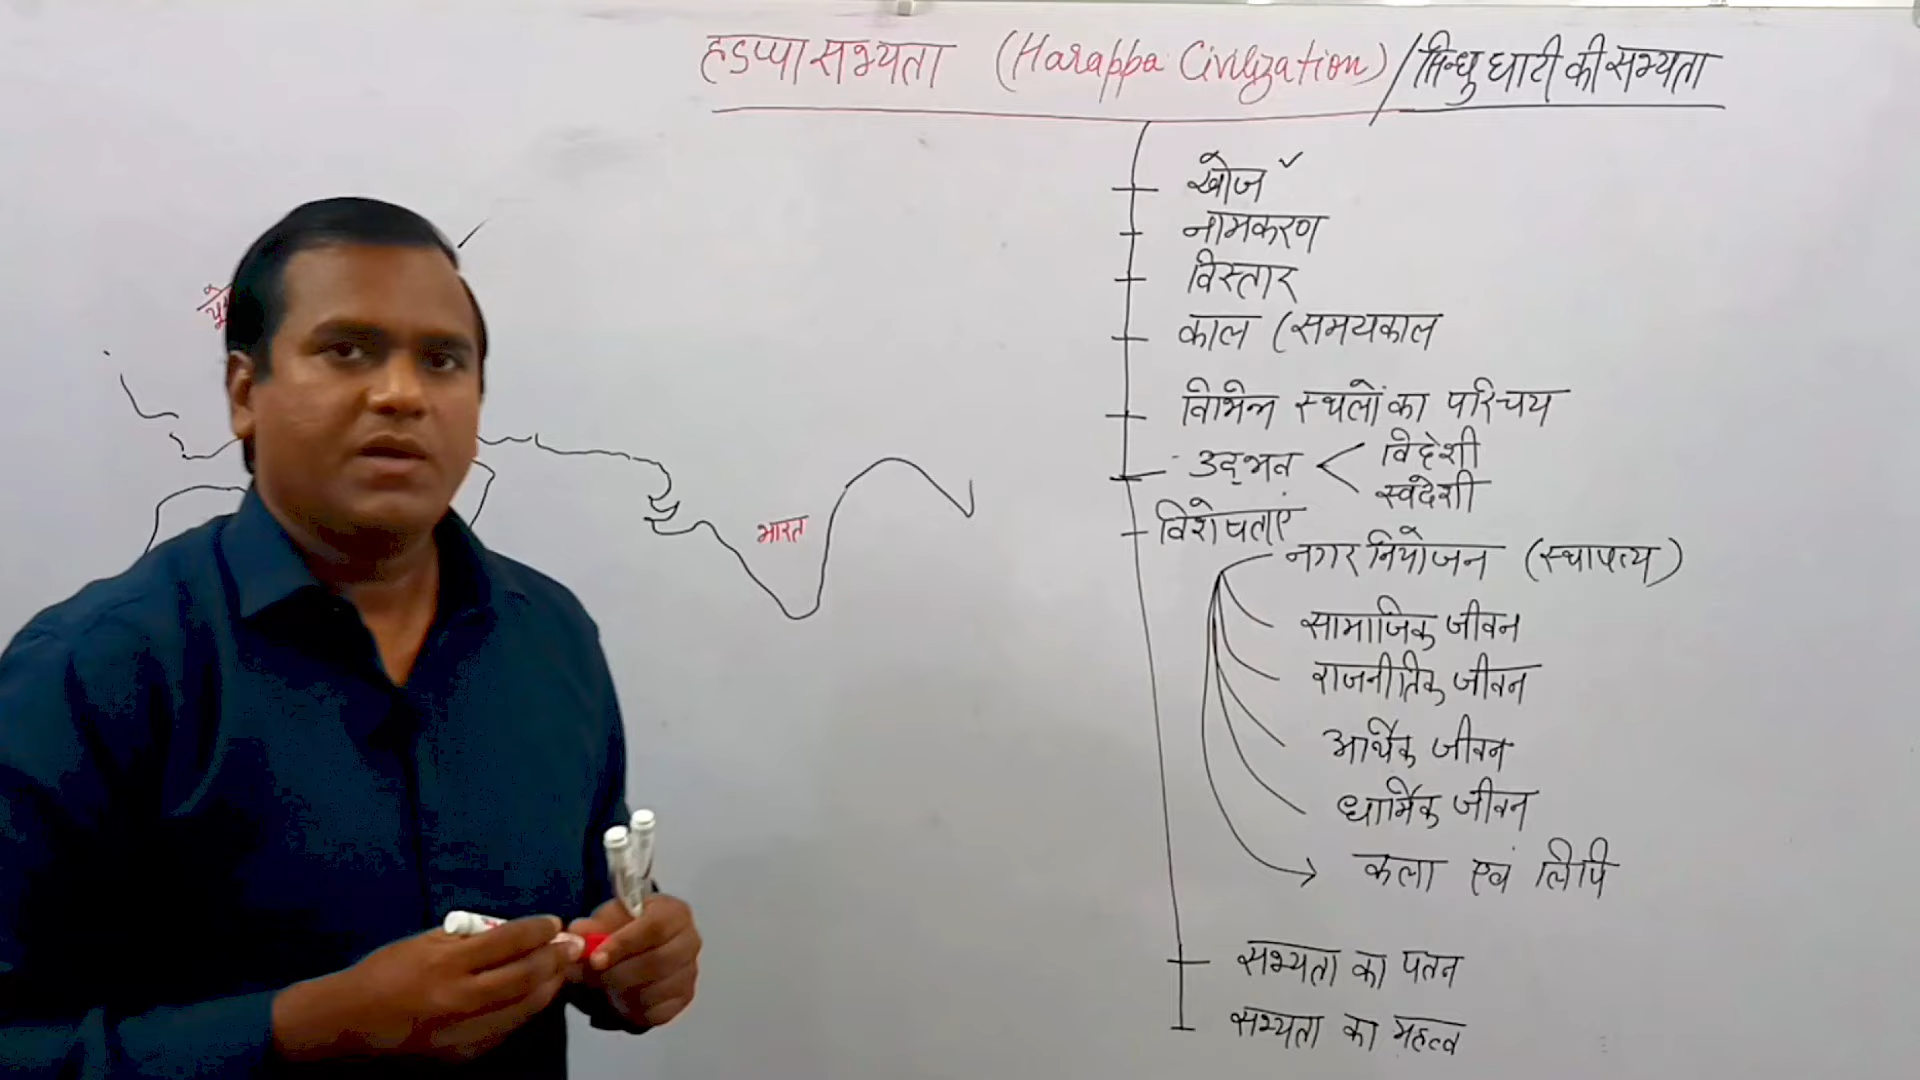 हडप्पा सभ्यता (Harappa Civilization) / सिन्धु घाटी की सभ्यता
खोज
नामकरण
विस्तार
काल (समयकाल
विभिन्न स्थलों का परिचय
उद्भव < विदेशी
स्वदेशी
विशेषताएं
नगर नियोजन (स्थापत्य)
सामाजिक जीवन
राजनीतिक जीवन
आर्थिक जीवन
धार्मिक जीवन
कला एवं लिपि
सभ्यता का पतन
सभ्यता का महत्व
भारत